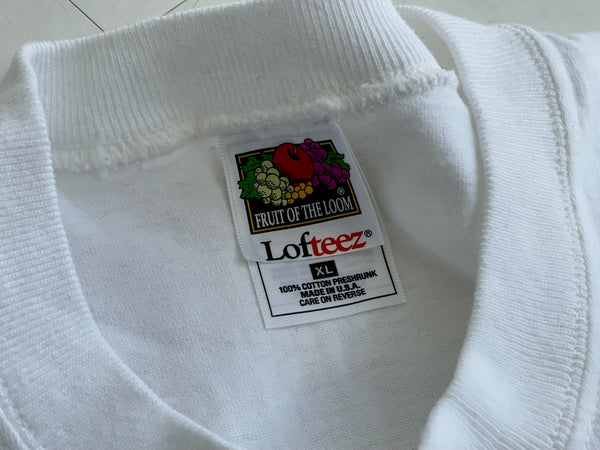 FRUIT OF THE LOOM®
Lofteez®
XL
100% COTTON PRESHRUNK
MADE IN U.S.A.
CARE ON REVERSE